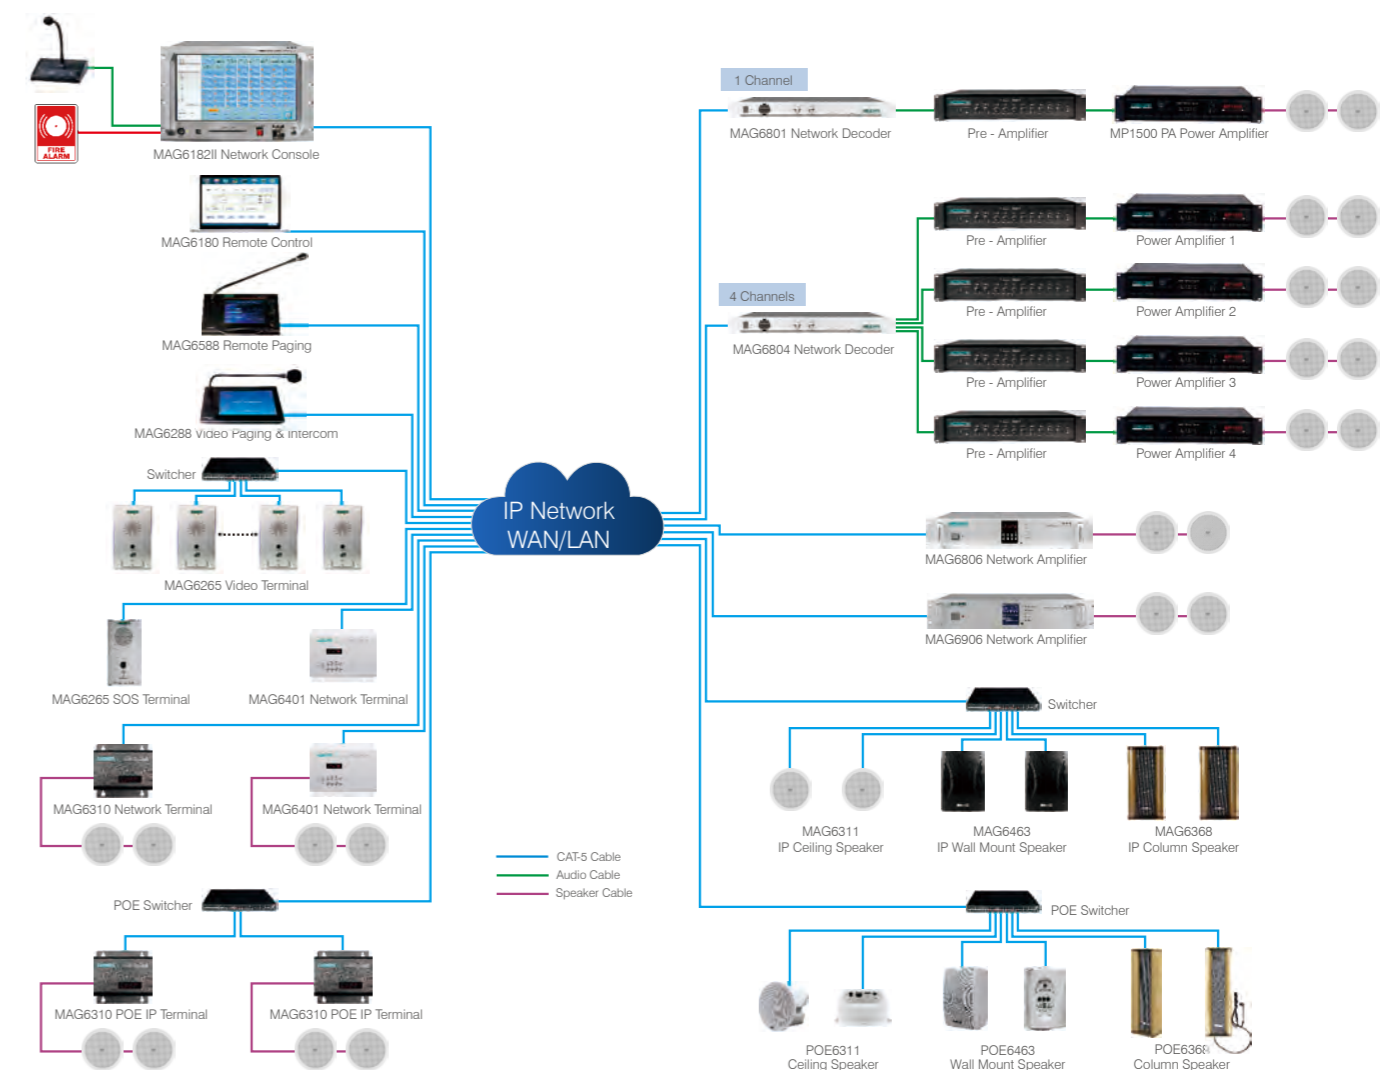 FIRE
ALARM
MAG6182II Network Console
MAG6180 Remote Control
MAG6588 Remote Paging
MAG6288 Video Paging & Intercom
Switcher
MAG6265 Video Terminal
MAG6265 SOS Terminal
MAG6401 Network Terminal
MAG6310 Network Terminal
MAG6401 Network Terminal
POE Switcher
MAG6310 POE IP Terminal
MAG6310 POE IP Terminal
IP Network
WAN/LAN
CAT-5 Cable
Audio Cable
Speaker Cable
1 Channel
MAG6801 Network Decoder
Pre - Amplifier
MP1500 PA Power Amplifier
4 Channels
MAG6804 Network Decoder
Pre - Amplifier
Power Amplifier 1
Pre - Amplifier
Power Amplifier 2
Pre - Amplifier
Power Amplifier 3
Pre - Amplifier
Power Amplifier 4
MAG6806 Network Amplifier
MAG6906 Network Amplifier
Switcher
MAG6311
IP Ceiling Speaker
MAG6463
IP Wall Mount Speaker
MAG6368
IP Column Speaker
POE Switcher
POE6311
Ceiling Speaker
POE6463
Wall Mount Speaker
POE6368
Column Speaker